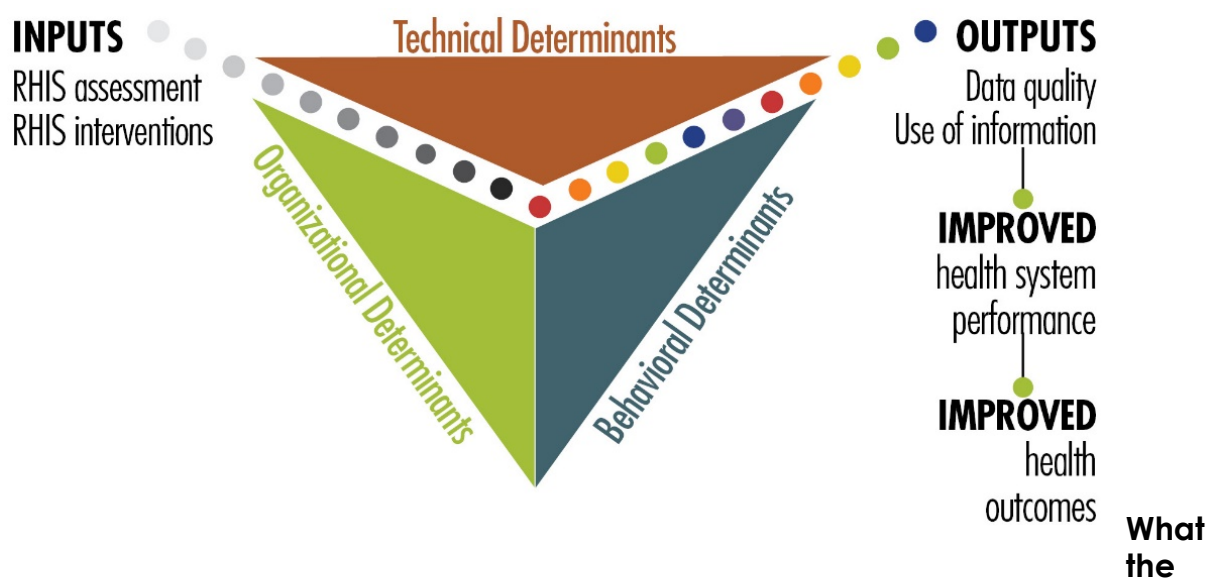 INPUTS
RHIS assessment
RHIS interventions
Technical Determinants
Organizational Determinants
Behavioral Determinants
OUTPUTS
Data quality
Use of information
IMPROVED
health system
performance
IMPROVED
health
outcomes
What
the